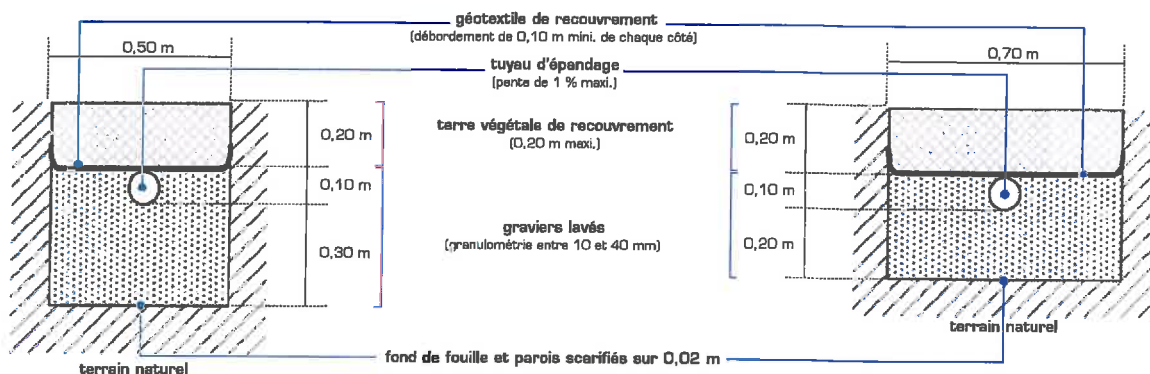 géotextile de recouvrement
(débordement de 0,10 m mini. de chaque côté)
0,50 m
0,70 m
tuyau d'épandage
(pente de 1 % maxi.)
0,20 m
terre végétale de recouvrement
(0,20 m maxi.)
0,20 m
0,10 m
0,10 m
graviers lavés
(granulométrie entre 10 et 40 mm)
0,30 m
0,20 m
terrain naturel
fond de fouille et parois scarifiés sur 0,02 m
terrain naturel